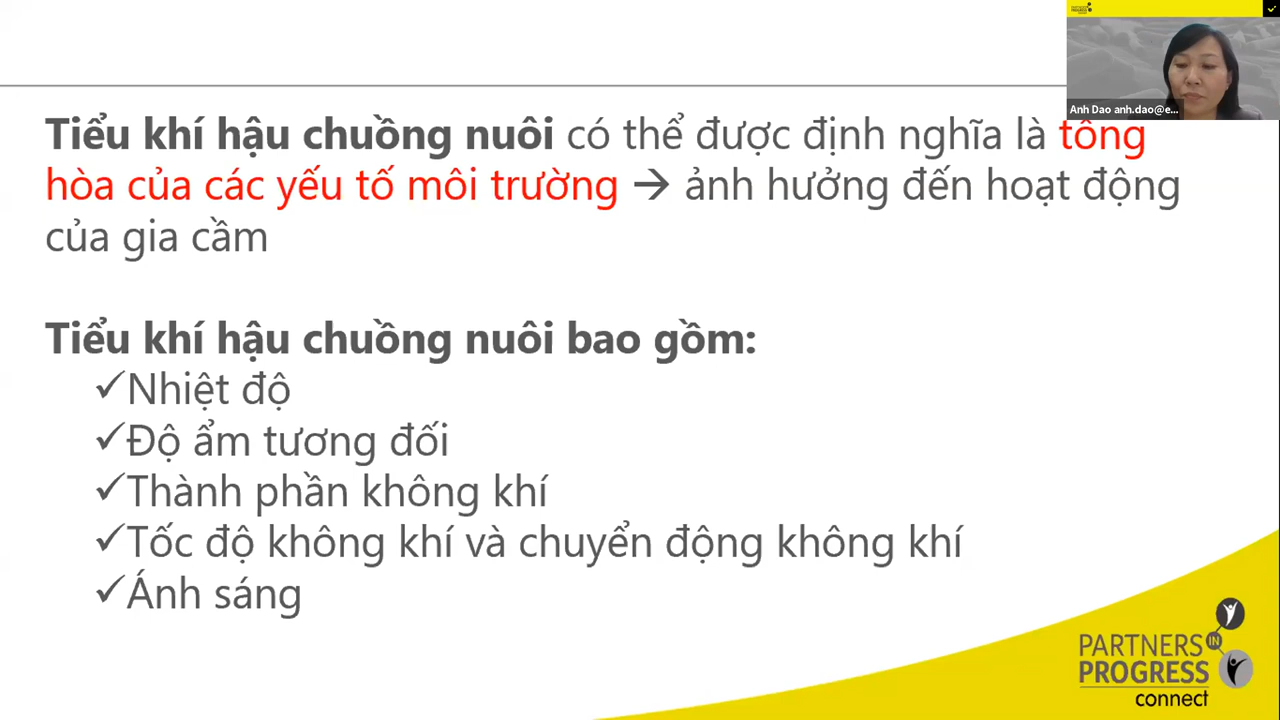 Anh Dao anh.dao@e...
Tiểu khí hậu chuồng nuôi có thể được định nghĩa là tổng
hòa của các yếu tố môi trường → ảnh hưởng đến hoạt động
của gia cầm
Tiểu khí hậu chuồng nuôi bao gồm:
✓Nhiệt độ
✓Độ ẩm tương đối
✓Thành phần không khí
✓Tốc độ không khí và chuyển động không khí
✓Ánh sáng
PARTNERS
IN
PROGRESS
connect